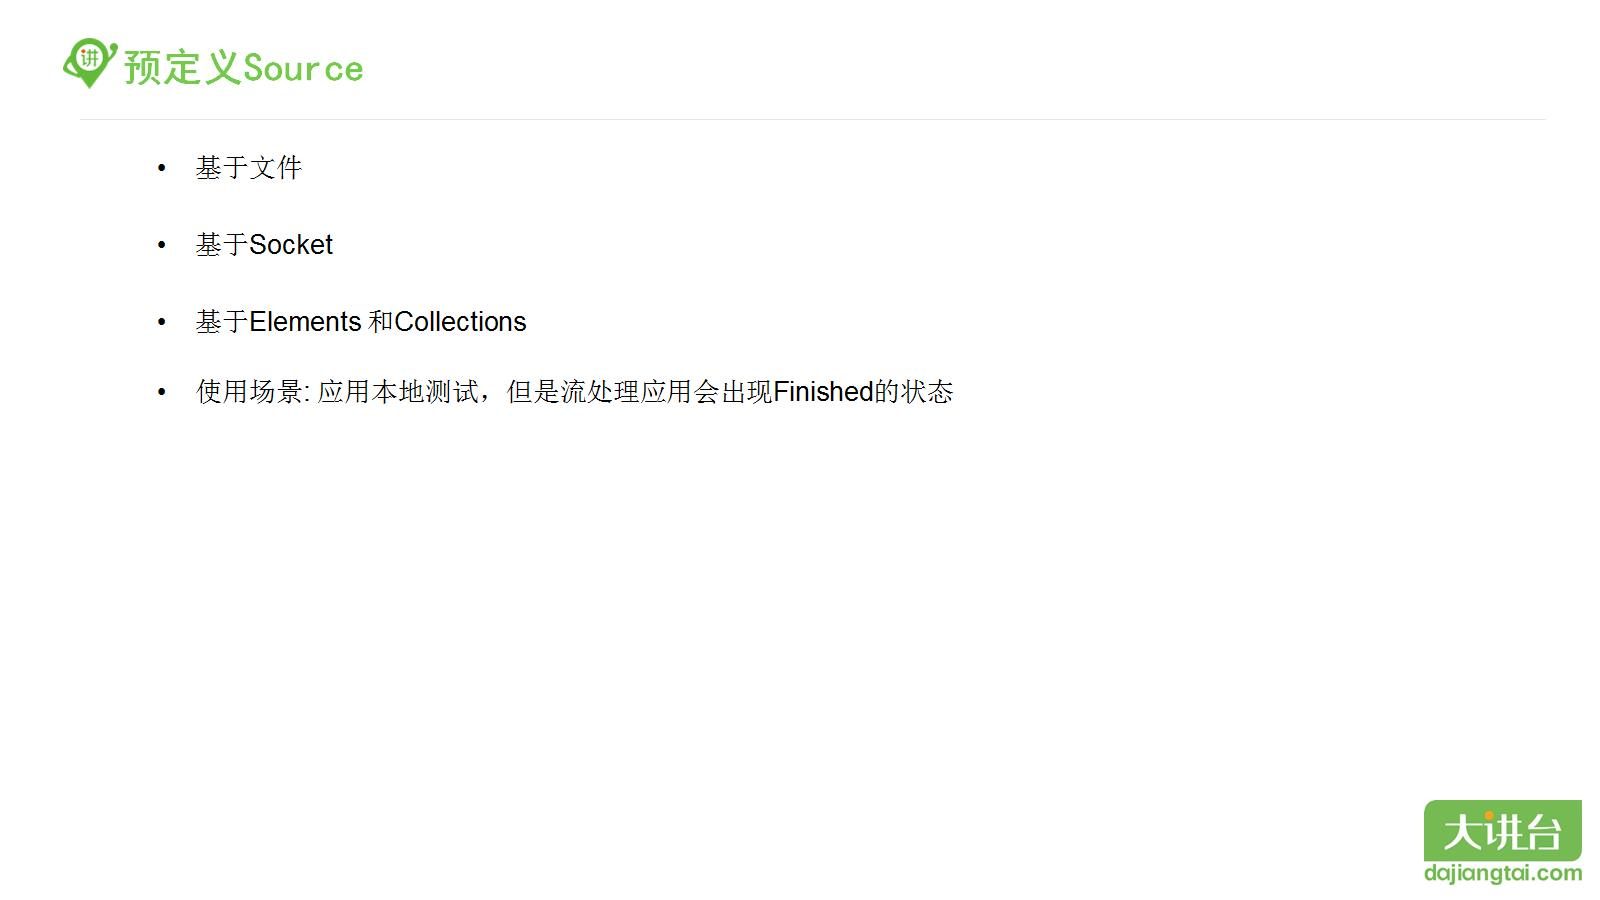 讲
预定义Source
• 基于文件
• 基于Socket
• 基于Elements 和Collections
• 使用场景: 应用本地测试，但是流处理应用会出现Finished的状态
大讲台
dajiangtai.com